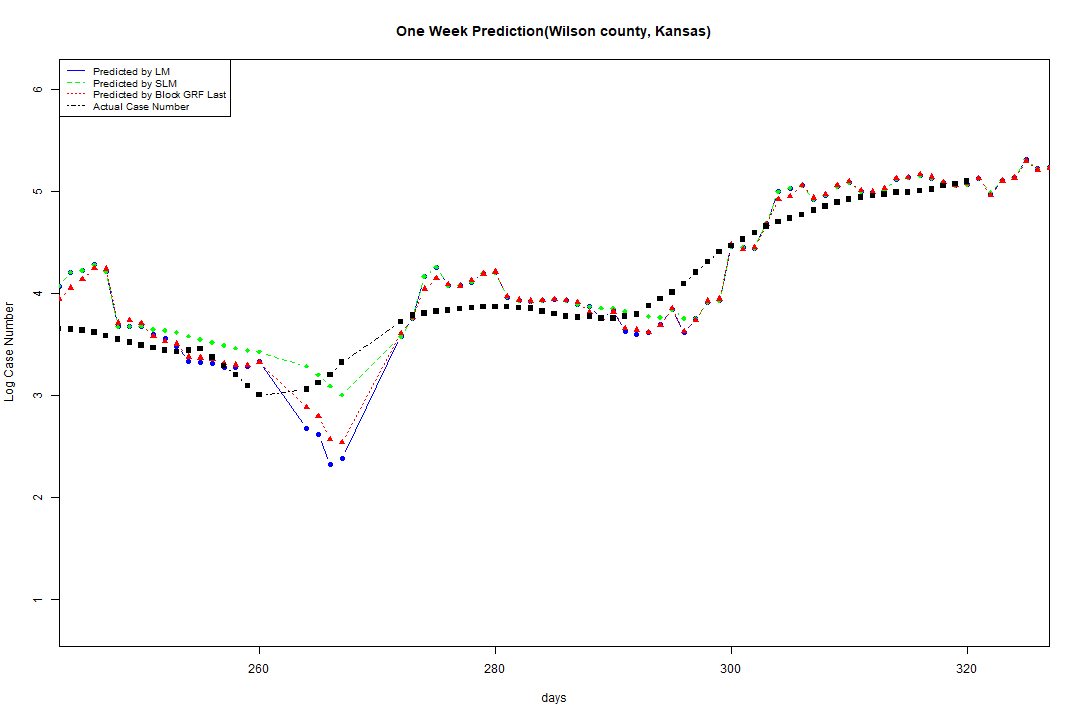 One Week Prediction(Wilson county, Kansas)
Predicted by LM
Predicted by SLM
Predicted by Block GRF Last
Actual Case Number
6
5
4
3
2
1
Log Case Number
260 280 300 320
days